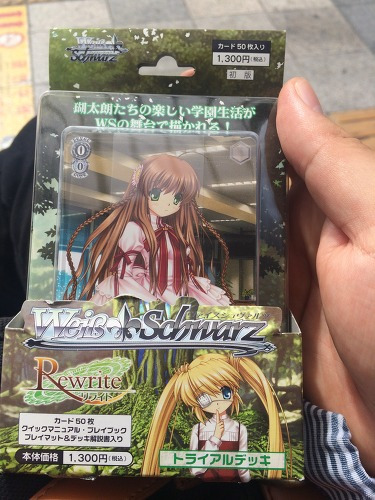 Weiß Schwarz
カード50枚入り
1,300円(税込)
初版
瑚太朗たちの楽しい学園生活が
WSの舞台で描かれる！
0
0
Weiß Schwarz
Rewrite
リライト
カード50枚
クイックマニュアル・プレイブック
プレイマット&デッキ解説書入り
本体価格 1,300円(税込)
トライアルデッキ